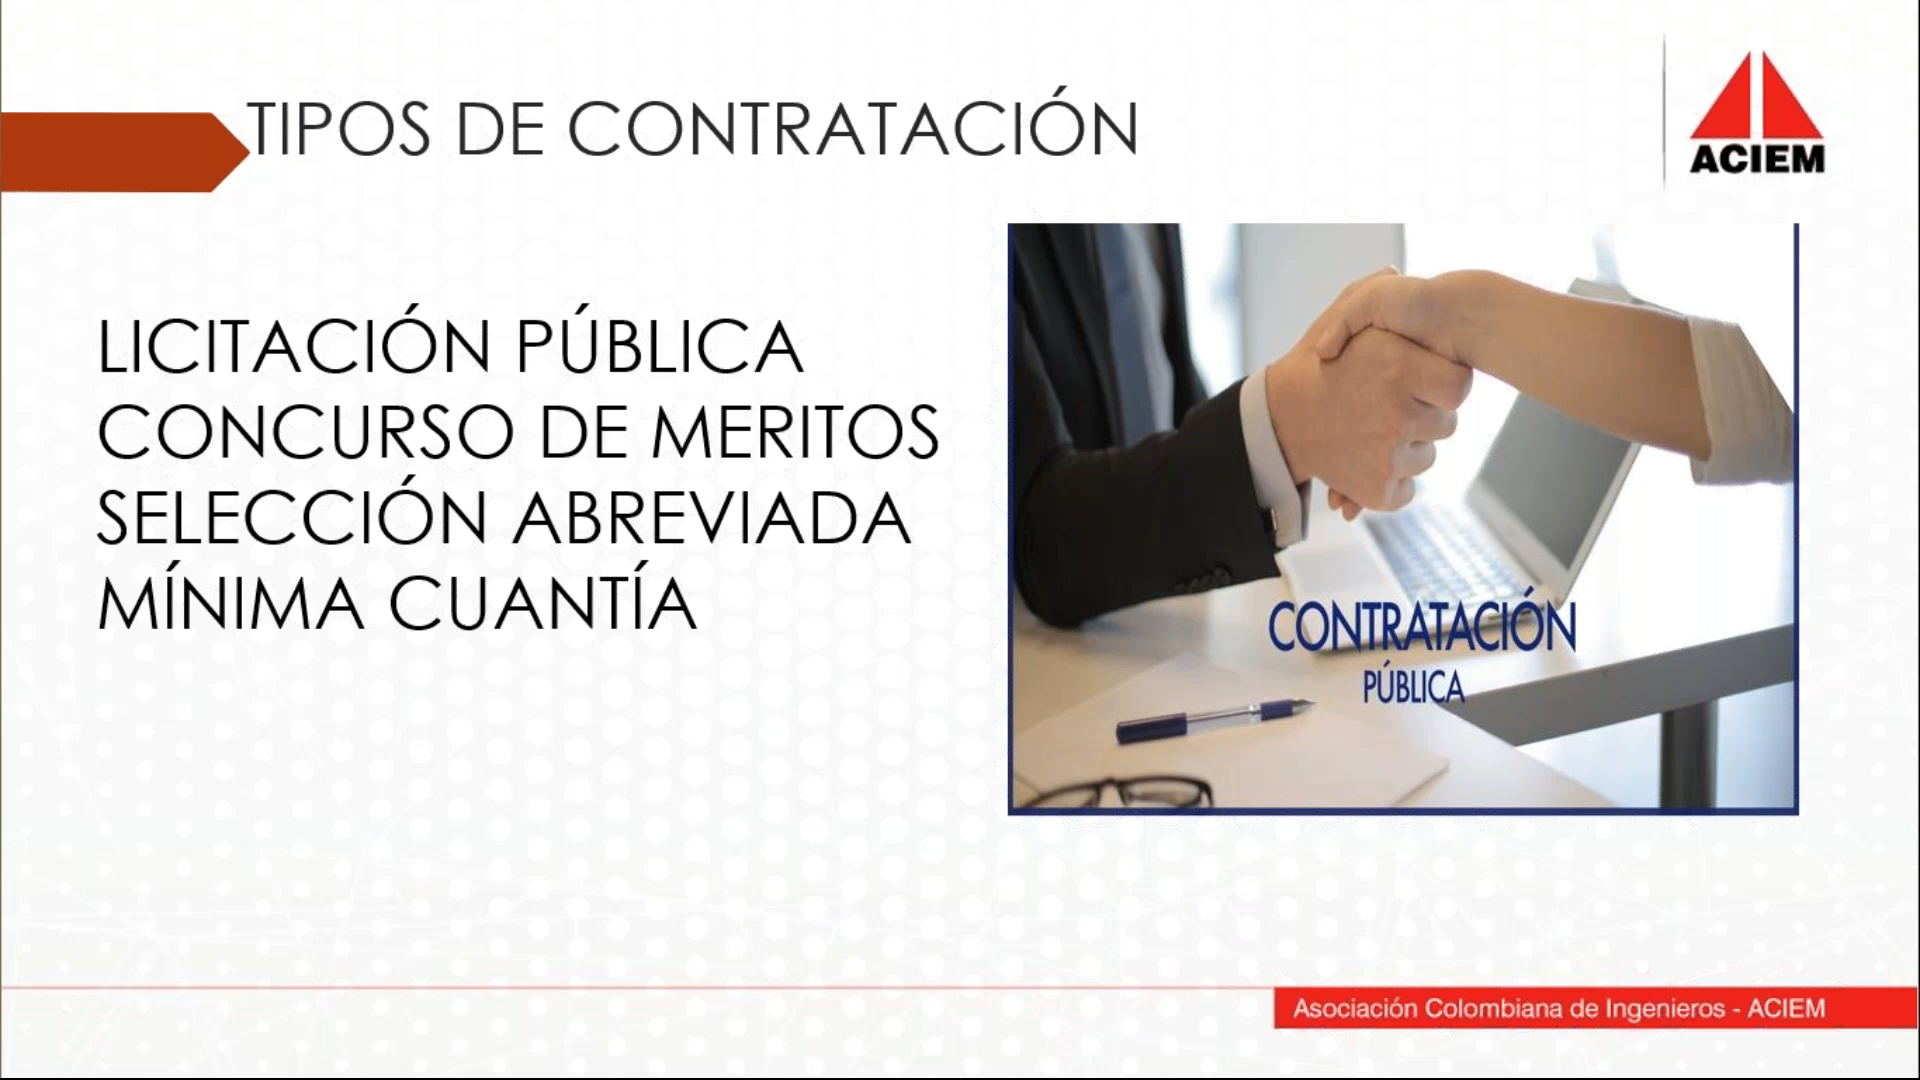 TIPOS DE CONTRATACIÓN
ACIEM
LICITACIÓN PÚBLICA
CONCURSO DE MERITOS
SELECCIÓN ABREVIADA
MÍNIMA CUANTÍA
CONTRATACIÓN
PÚBLICA
Asociación Colombiana de Ingenieros - ACIEM